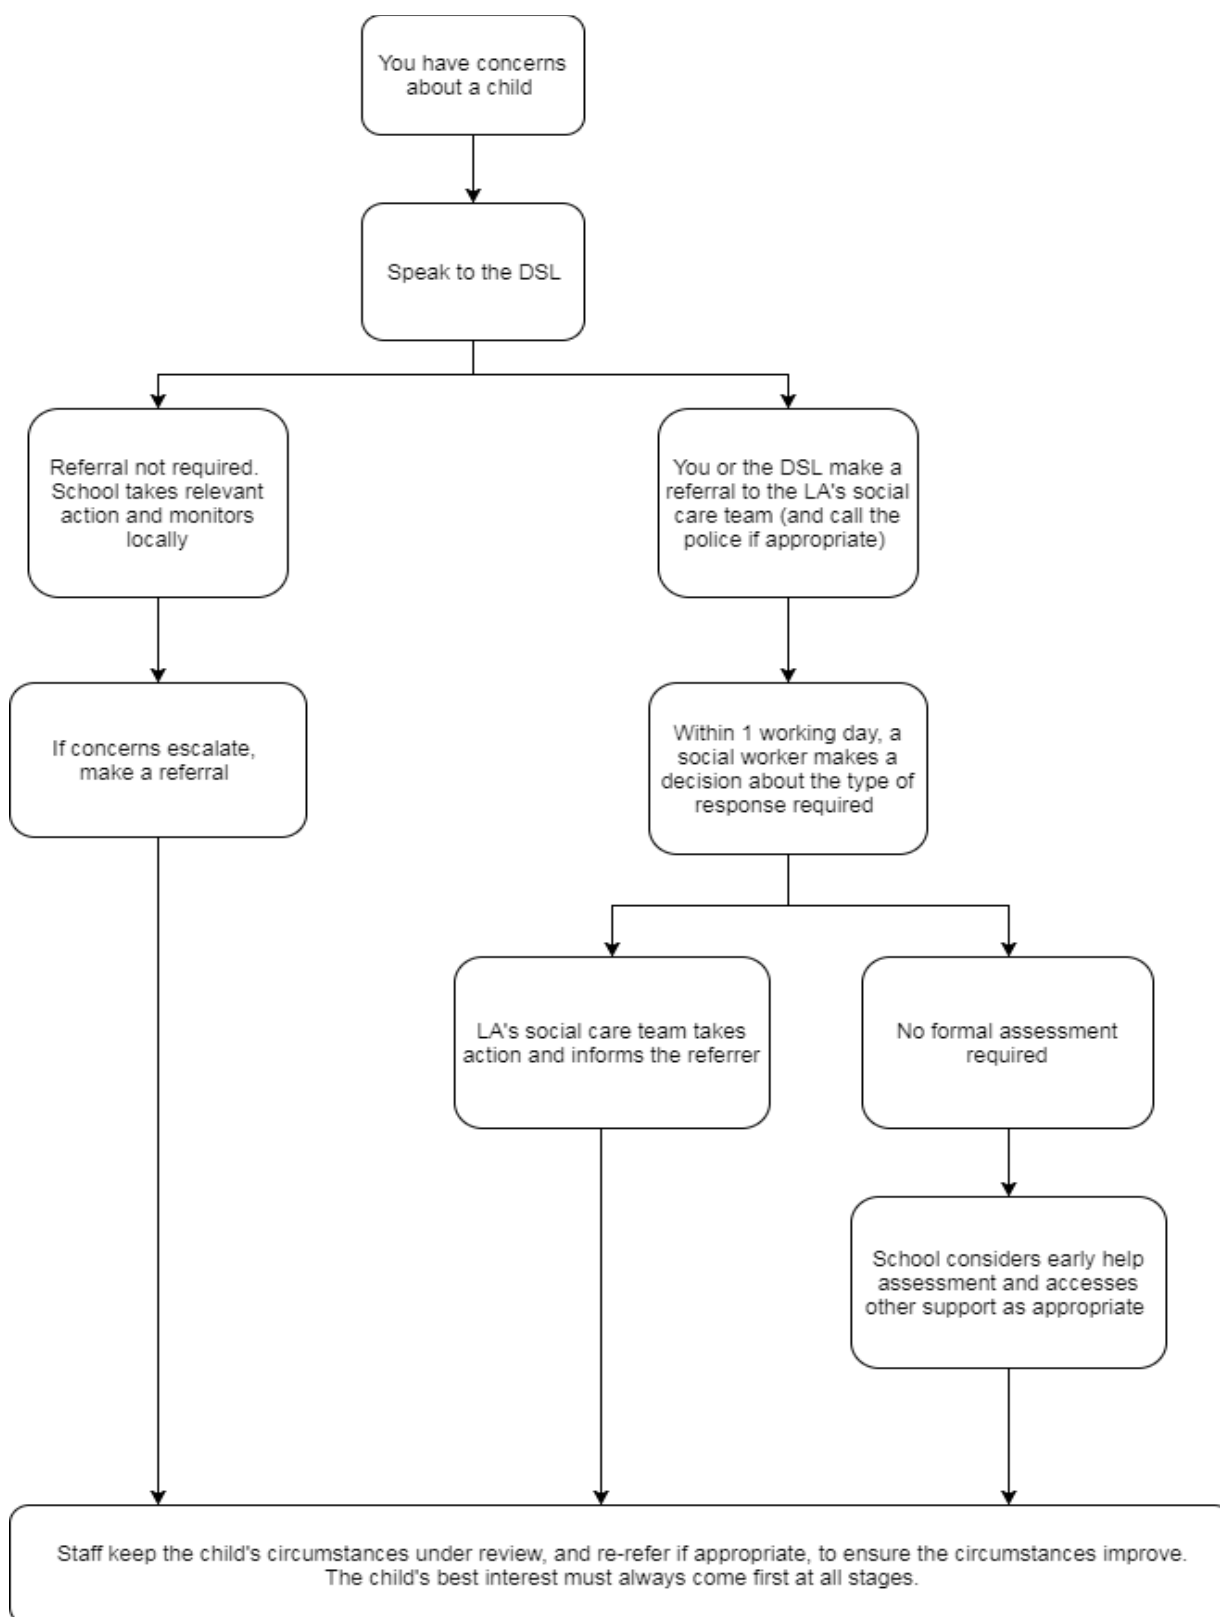 You have concerns
about a child
Speak to the DSL
Referral not required.
School takes relevant
action and monitors
locally
You or the DSL make a
referral to the LA's social
care team (and call the
police if appropriate)
If concerns escalate,
make a referral
Within 1 working day, a
social worker makes a
decision about the type of
response required
LA's social care team takes
action and informs the referrer
No formal assessment
required
School considers early help
assessment and accesses
other support as appropriate
Staff keep the child's circumstances under review, and re-refer if appropriate, to ensure the circumstances improve.
The child's best interest must always come first at all stages.